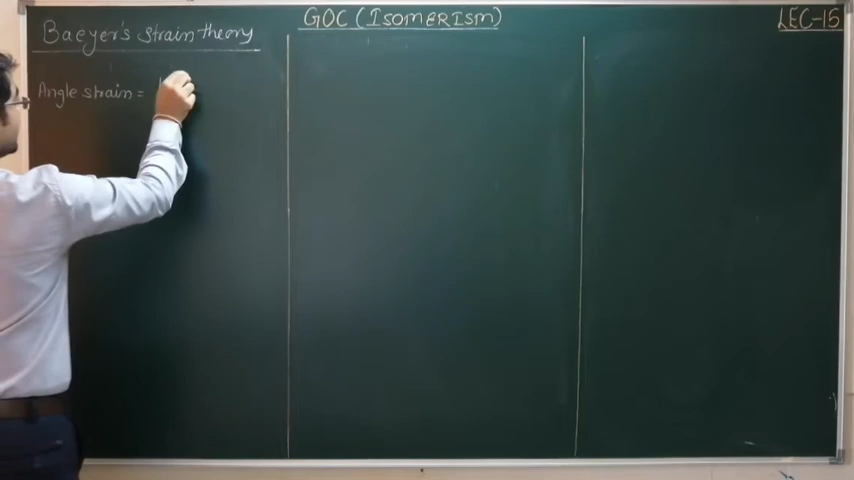 GOC (ISOMERISM)
LEC-15
Baeyer's strain theory
Angle strain =